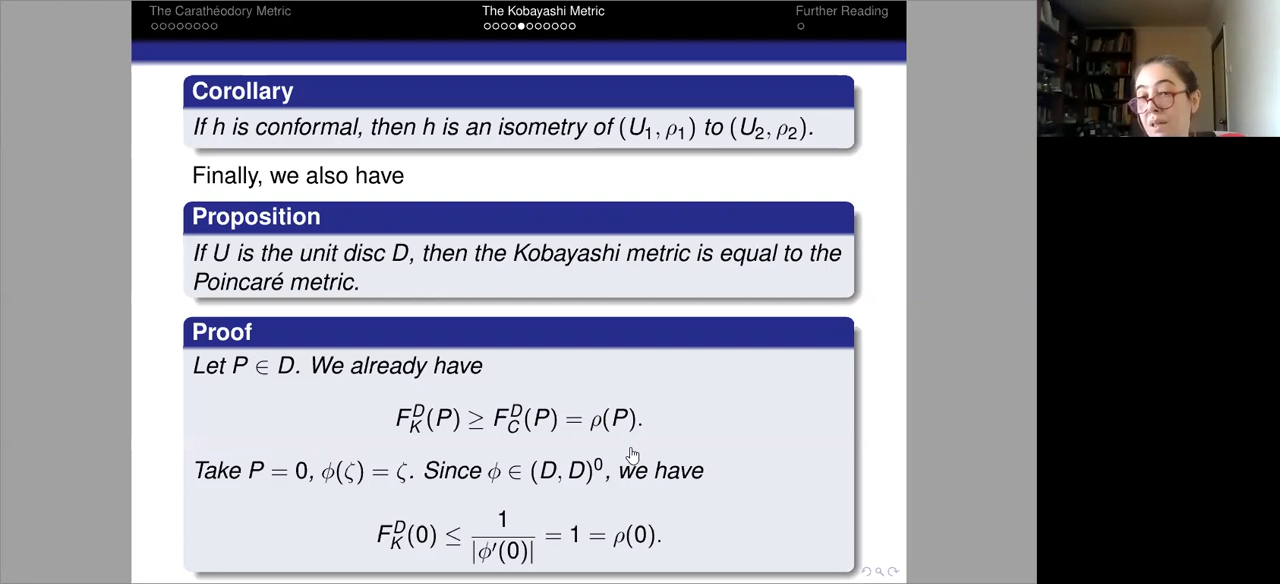 The Carathéodory Metric
The Kobayashi Metric
Further Reading
Corollary
If h is conformal, then h is an isometry of (U₁, ρ₁) to (U₂, ρ₂).
Finally, we also have
Proposition
If U is the unit disc D, then the Kobayashi metric is equal to the
Poincaré metric.
Proof
Let P ∈ D. We already have
F_K^D(P) ≥ F_C^D(P) = ρ(P).
Take P = 0, ϕ(ζ) = ζ. Since ϕ ∈ (D, D)⁰, we have
F_K^D(0) ≤ 1/|ϕ′(0)| = 1 = ρ(0).